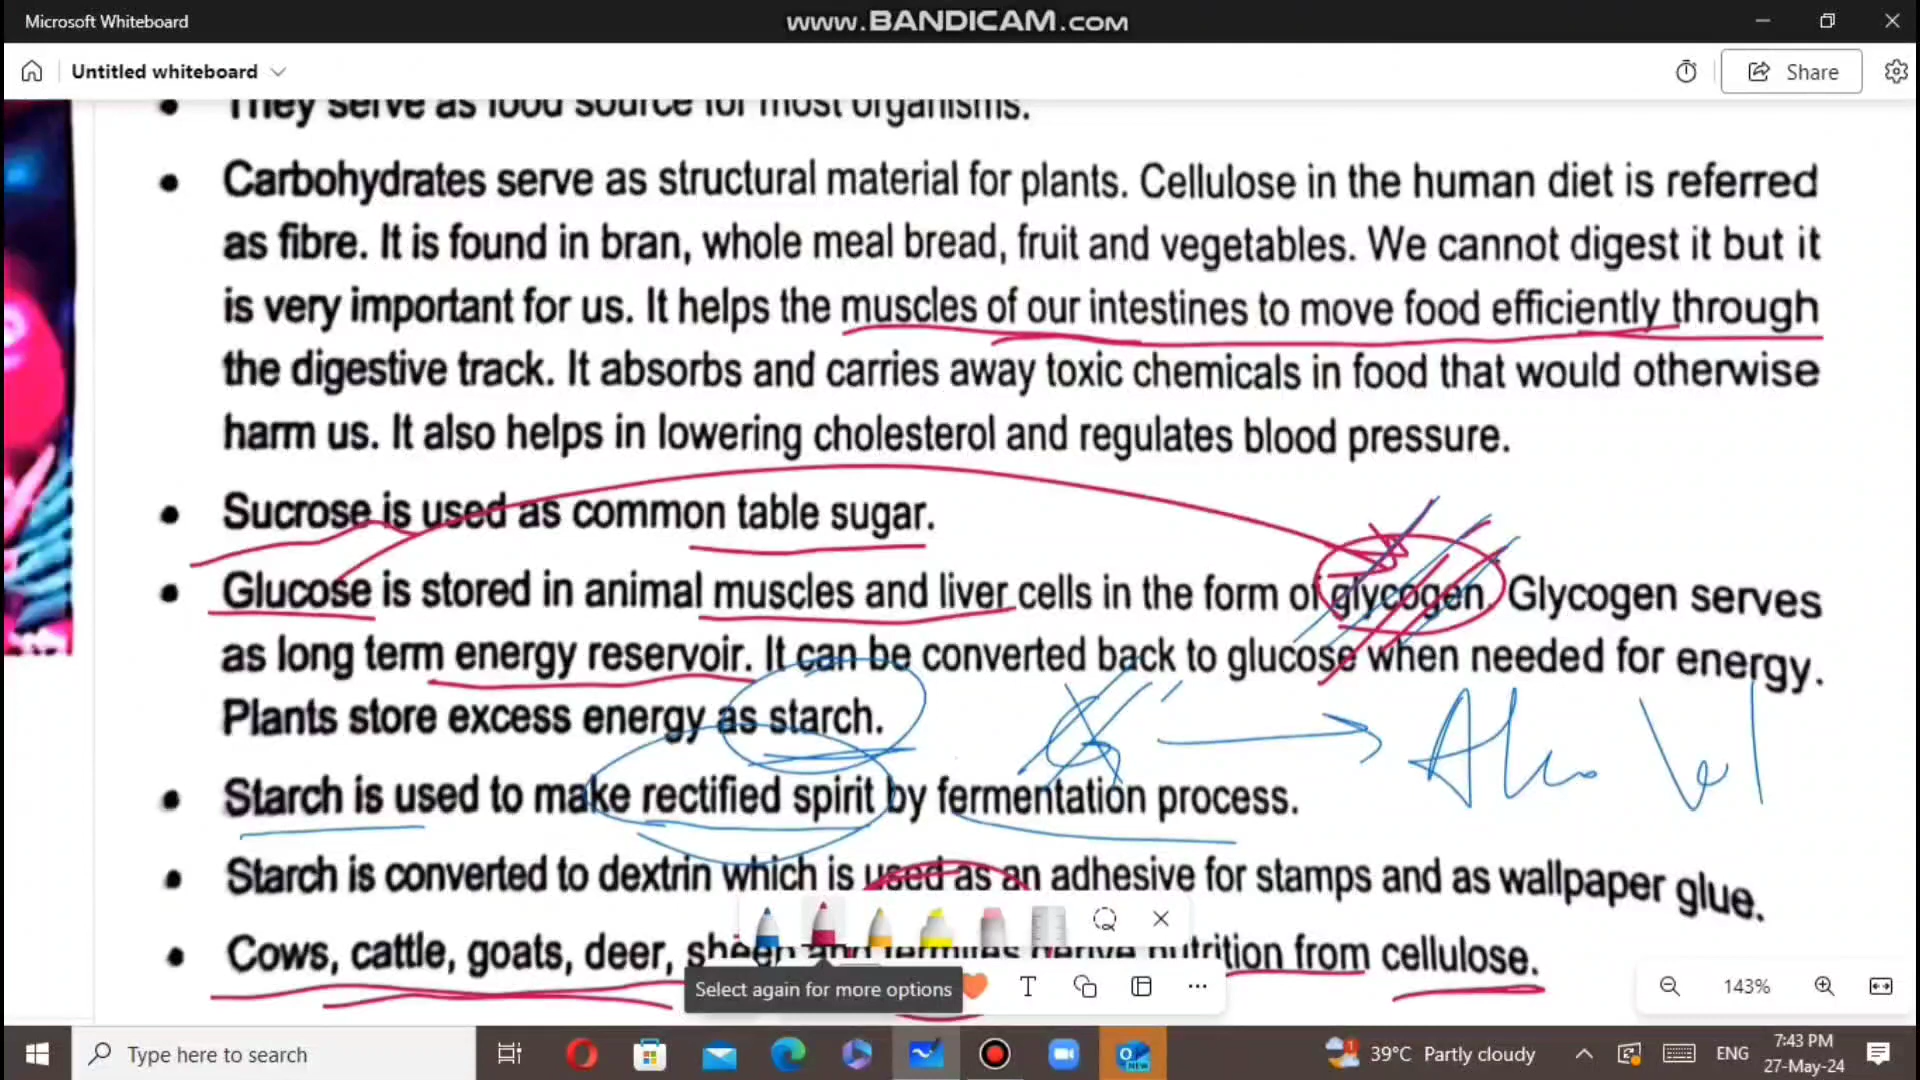 Microsoft Whiteboard
www.BANDICAM.com
Untitled whiteboard
Share
They serve as food source for most organisms.
Carbohydrates serve as structural material for plants. Cellulose in the human diet is referred
as fibre. It is found in bran, whole meal bread, fruit and vegetables. We cannot digest it but it
is very important for us. It helps the muscles of our intestines to move food efficiently through
the digestive track. It absorbs and carries away toxic chemicals in food that would otherwise
harm us. It also helps in lowering cholesterol and regulates blood pressure.
Sucrose is used as common table sugar.
Glucose is stored in animal muscles and liver cells in the form of glycogen. Glycogen serves
as long term energy reservoir. It can be converted back to glucose when needed for energy.
Plants store excess energy as starch.
Starch is used to make rectified spirit by fermentation process.
Starch is converted to dextrin which is used as an adhesive for stamps and as wallpaper glue.
Cows, cattle, goats, deer, sheep and termites derive nutrition from cellulose.
Select again for more options
T
143%
Type here to search
39°C Partly cloudy
ENG
7:43 PM
27-May-24